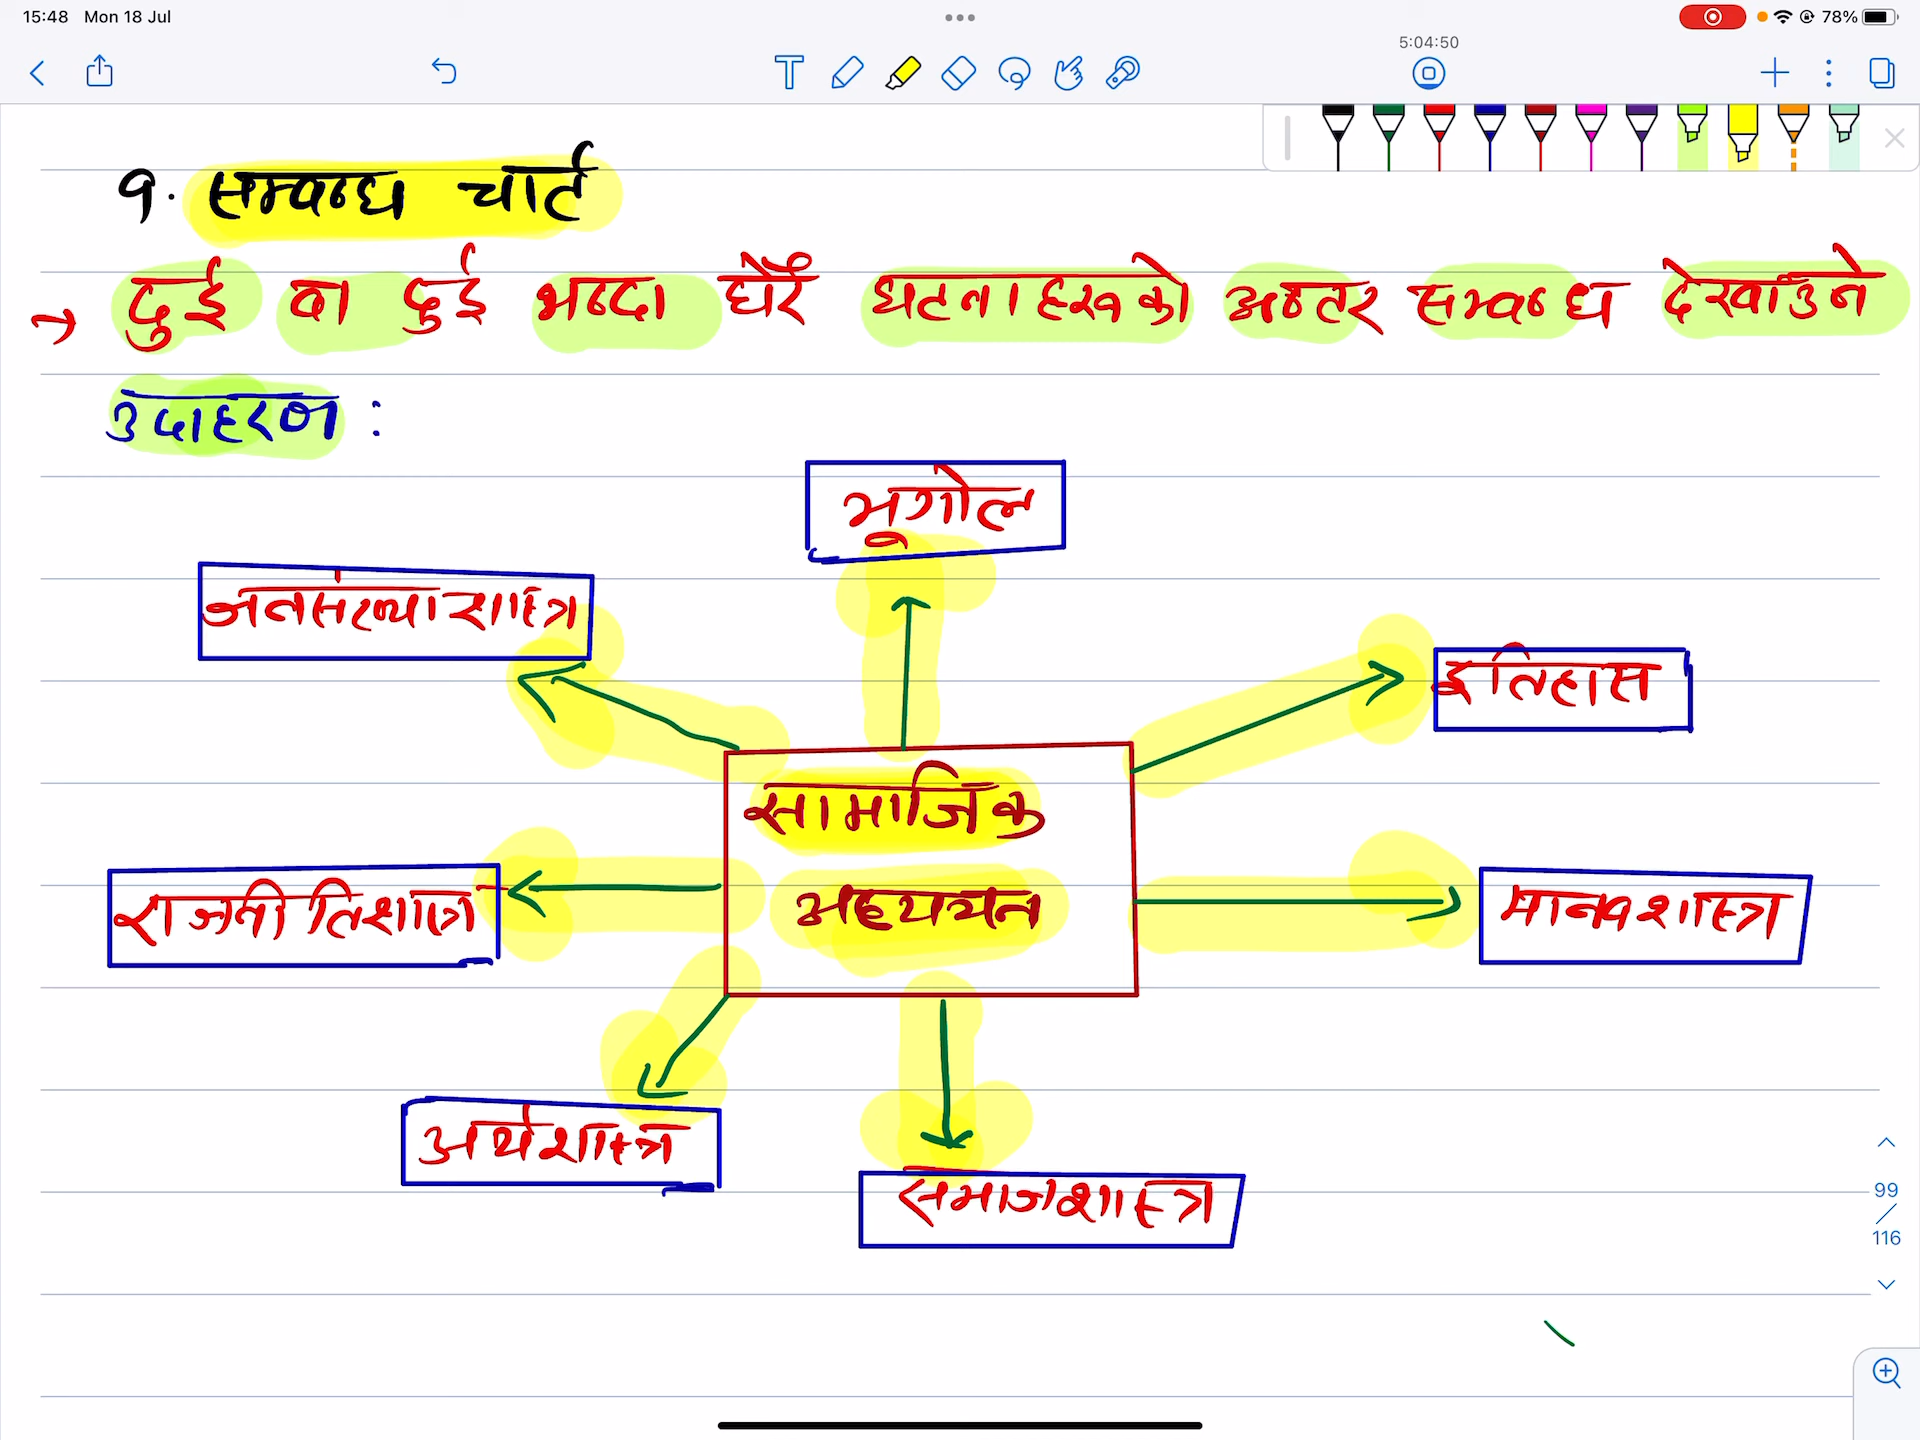 15:48 Mon 18 Jul
78%
5:04:50
१. सम्बन्ध चार्ट
→ दुई वा दुई भन्दा धेरै घटनाहरूको अन्तर सम्बन्ध देखाउने
उदाहरण :
भूगोल
जनसंख्याशास्त्र
इतिहास
सामाजिक
अध्ययन
राजनीतिशास्त्र
मानवशास्त्र
अर्थशास्त्र
समाजशास्त्र
99
/
116